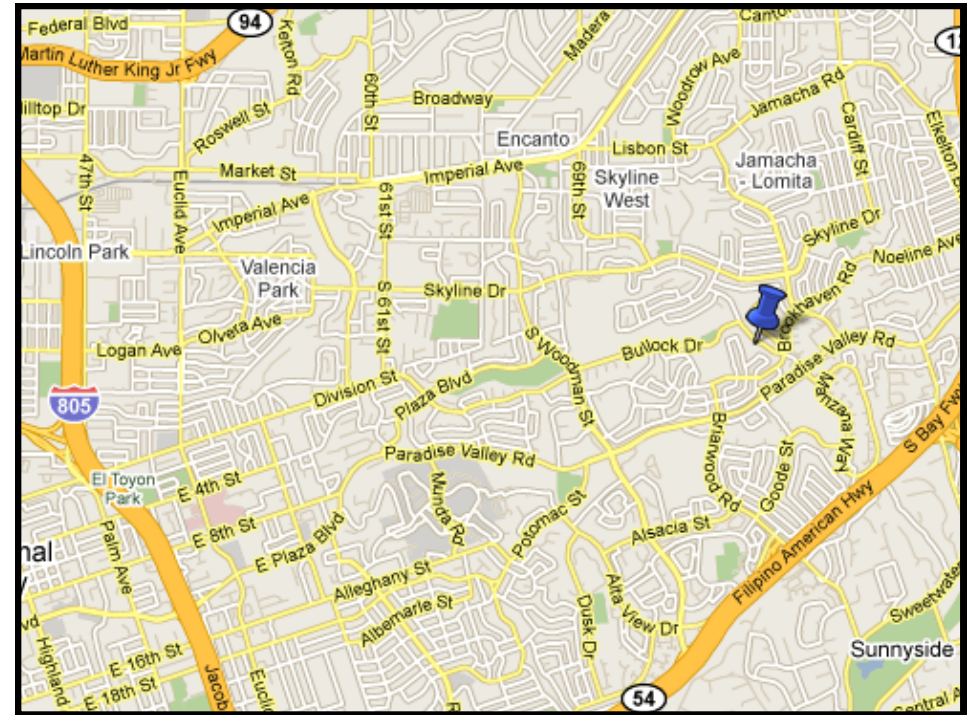 94
Federal Blvd
Martin Luther King Jr Fwy
Kelton Rd
60th St
Madera
Woodrow Ave
Jamacha Rd
Broadway
Roswell St
47th St
Encanto
Lisbon St
Cardiff St
Market St
Imperial Ave
Euclid Ave
Imperial Ave
61st St
69th St
Skyline
West
Jamacha
- Lomita
Skyline Dr
Noeline Ave
Lincoln Park
Valencia
Park
S 61st St
Skyline Dr
Brookhaven Rd
Olvera Ave
Logan Ave
S Woodman St
Bullock Dr
Paradise Valley Rd
805
Division St
Plaza Blvd
Manzana Way
S Bay Fwy
Paradise Valley Rd
Briarwood Rd
Goode St
El Toyon
Park
E 4th St
Munda Rd
Potomac St
Alsacia St
Filipino American Hwy
E 8th St
Palm Ave
E Plaza Blvd
Alleghany St
Albemarle St
Dusk Dr
Alta View Dr
Sweetwater
Highland
E 16th St
E 18th St
Jacob
Euclid
Sunnyside
54